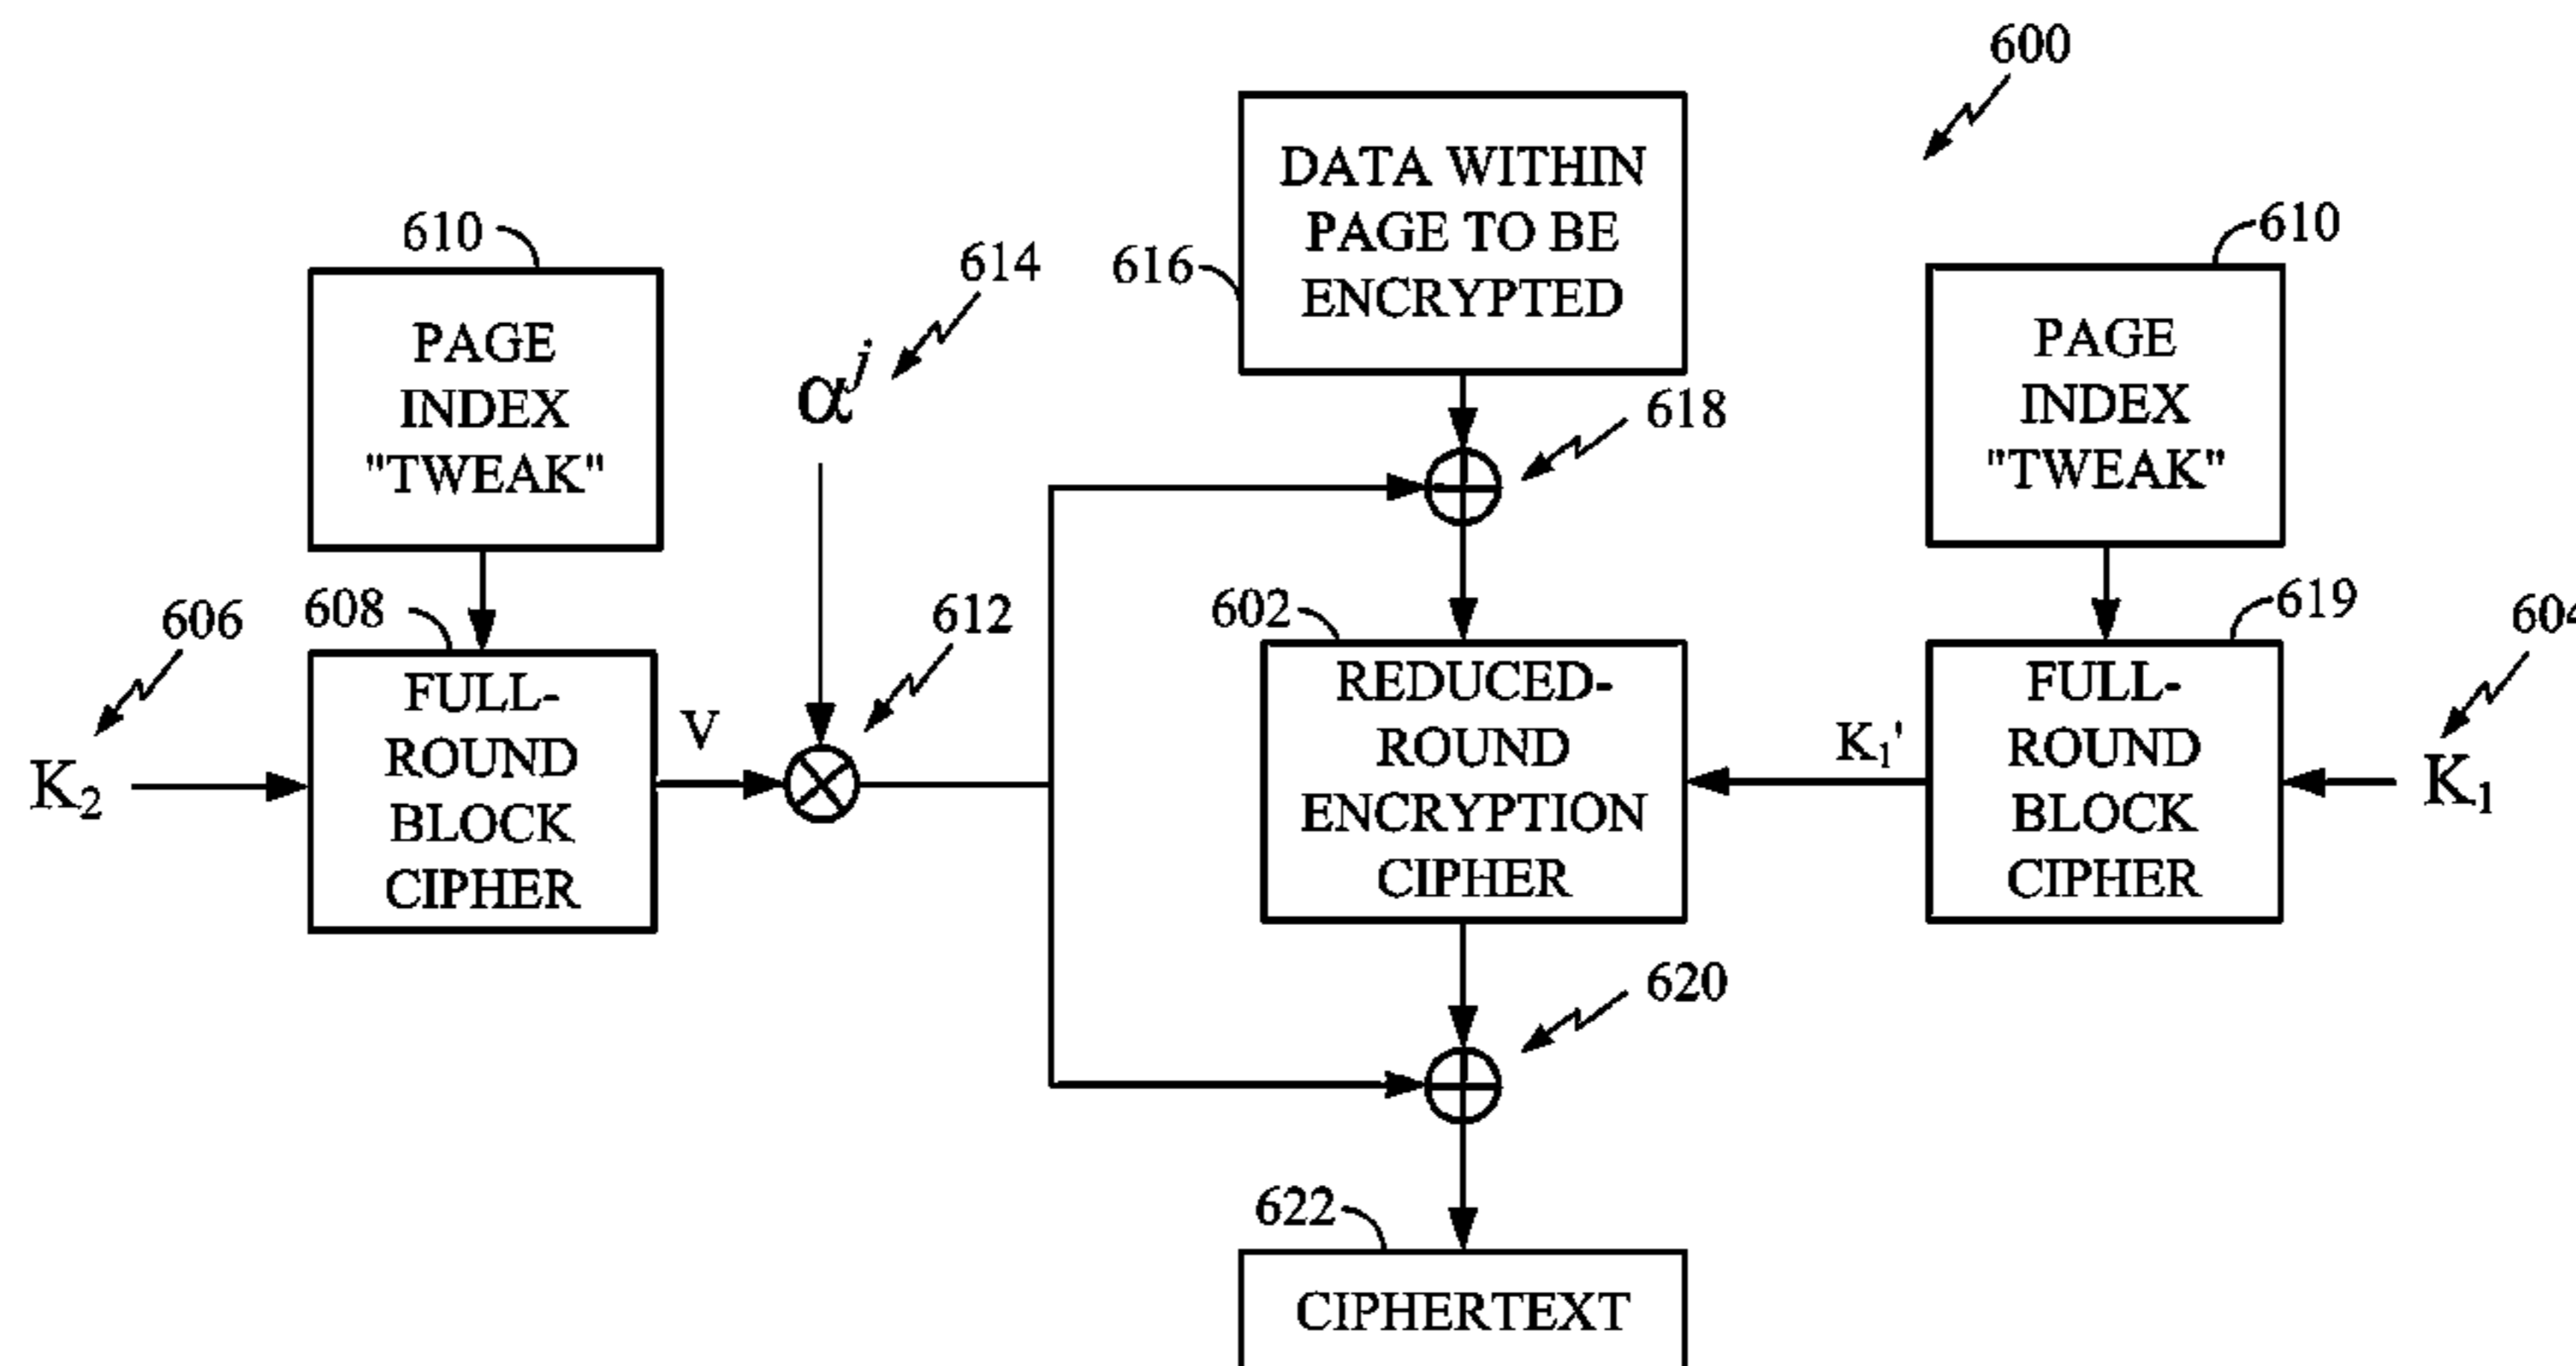 600
DATA WITHIN
PAGE TO BE
ENCRYPTED
616
610
PAGE
INDEX
"TWEAK"
614
α^j
618
610
PAGE
INDEX
"TWEAK"
606
K₂
608
FULL-
ROUND
BLOCK
CIPHER
V
612
602
REDUCED-
ROUND
ENCRYPTION
CIPHER
K₁'
619
FULL-
ROUND
BLOCK
CIPHER
604
K₁
620
622
CIPHERTEXT